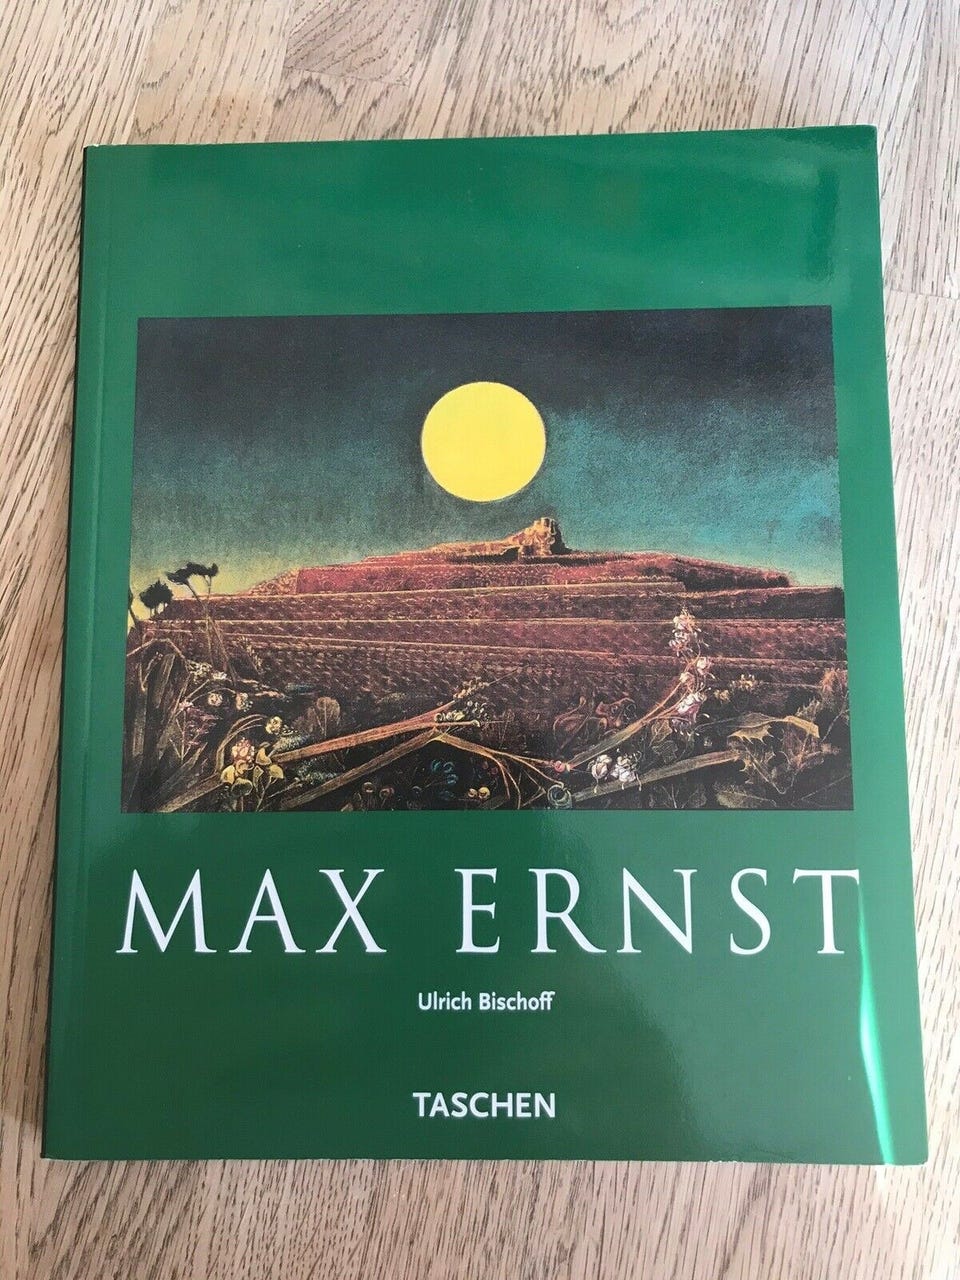 MAX ERNST
Ulrich Bischoff
TASCHEN